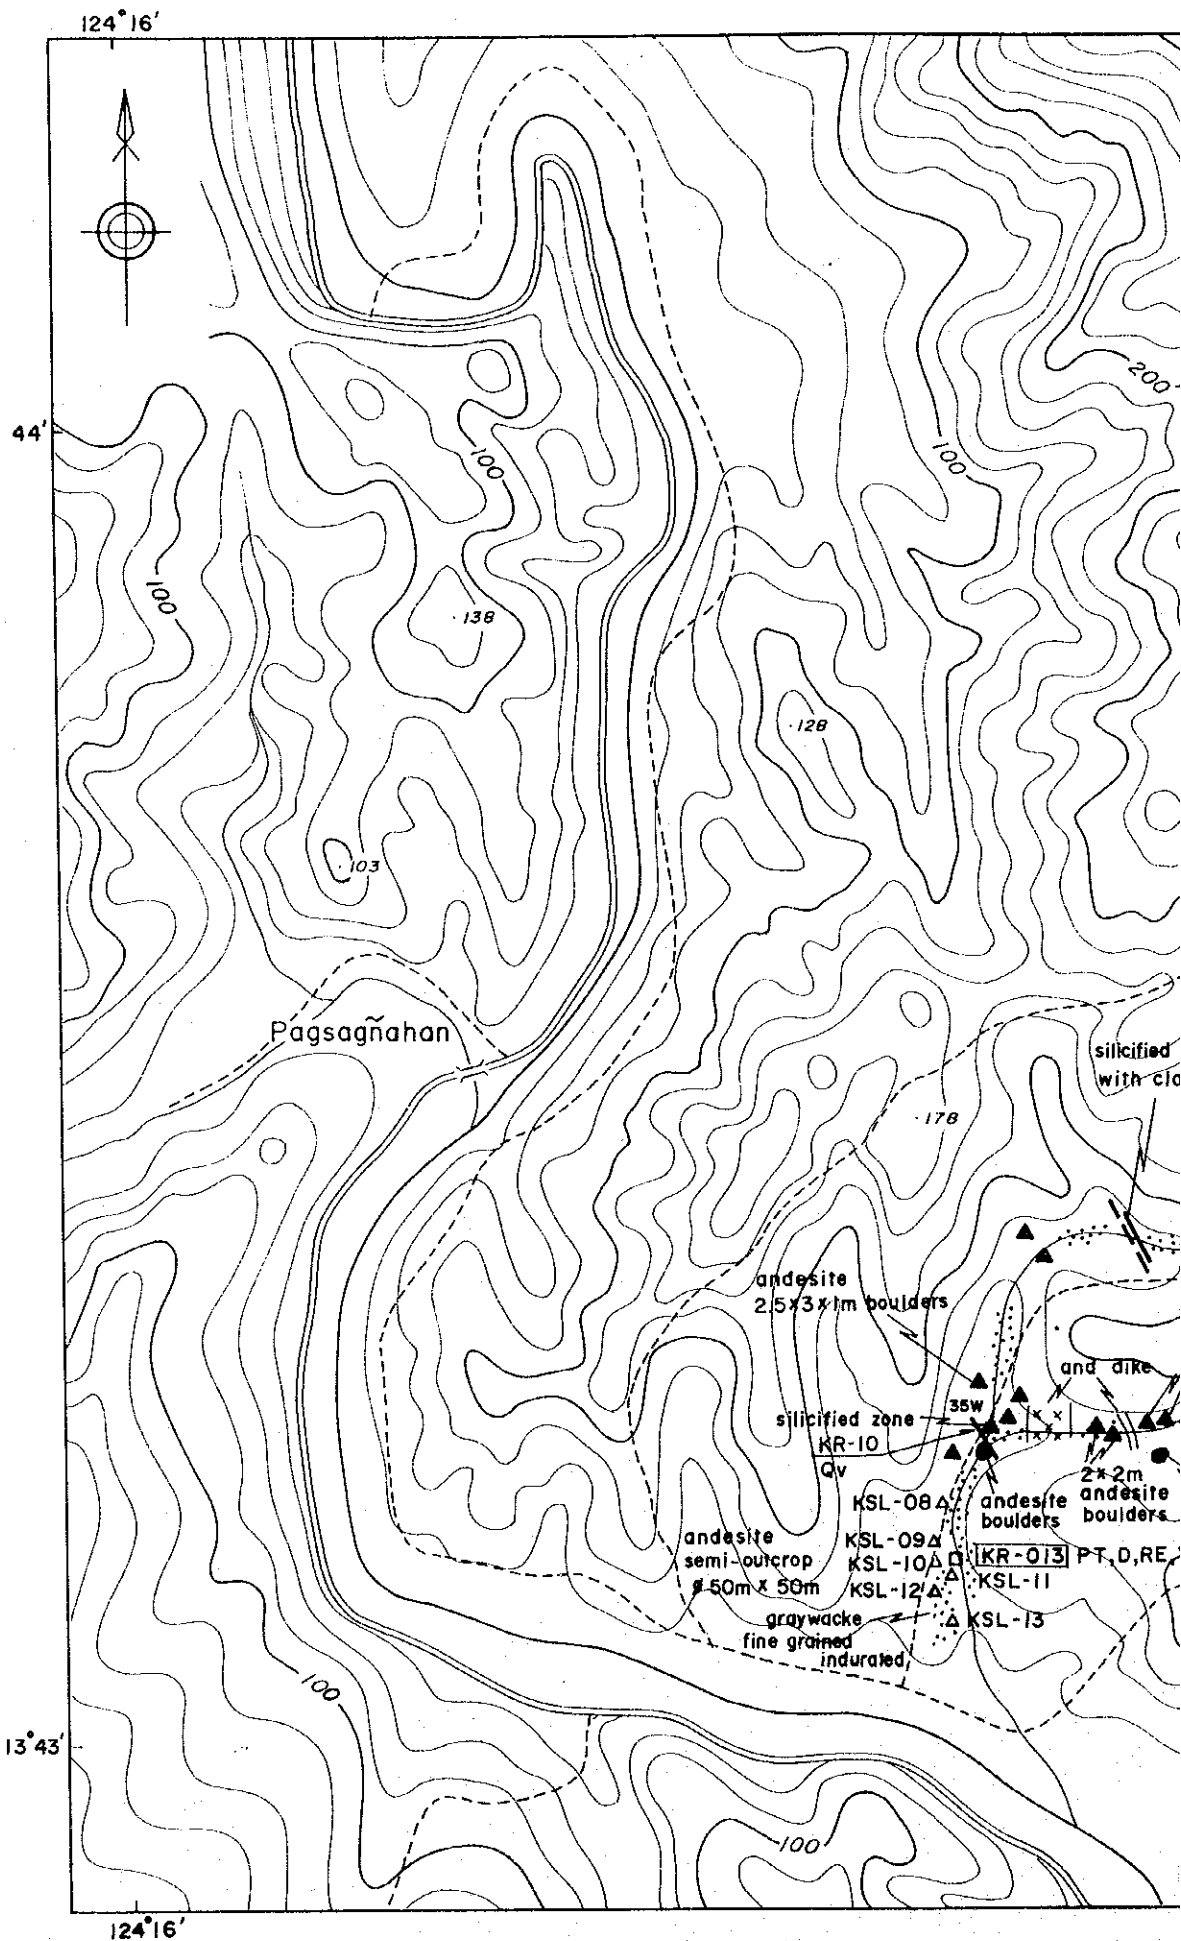 124°16'
200
44'
100
100
100
138
128
103
Pagsagñahan
silicified
with cla
178
andesite
2.5×3×1m boulders
and dike
35W
silicified zone
KR-10
Qv
2×2m
andesite
boulders
andesite
boulders
KSL-08
KSL-09
KSL-10
KR-013 PT,D,RE,
KSL-11
KSL-12
KSL-13
andesite
semi-outcrop
ø 50m × 50m
graywacke
fine grained
indurated
100
13°43'
100
124°16'